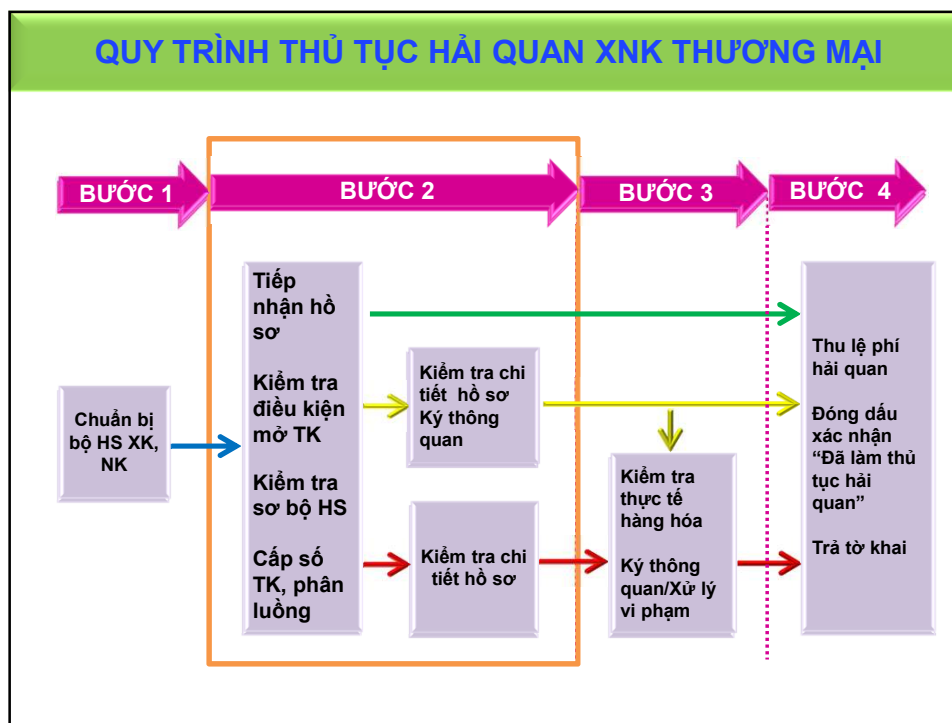 QUY TRÌNH THỦ TỤC HẢI QUAN XNK THƯƠNG MẠI
BƯỚC 1
BƯỚC 2
BƯỚC 3
BƯỚC 4
Chuẩn bị
bộ HS XK,
NK
Tiếp
nhận hồ
sơ
Kiểm tra
điều kiện
mở TK
Kiểm tra
sơ bộ HS
Cấp số
TK, phân
luồng
Kiểm tra chi
tiết hồ sơ
Ký thông
quan
Kiểm tra chi
tiết hồ sơ
Kiểm tra
thực tế
hàng hóa
Ký thông
quan/Xử lý
vi phạm
Thu lệ phí
hải quan
Đóng dấu
xác nhận
“Đã làm thủ
tục hải
quan”
Trả tờ khai